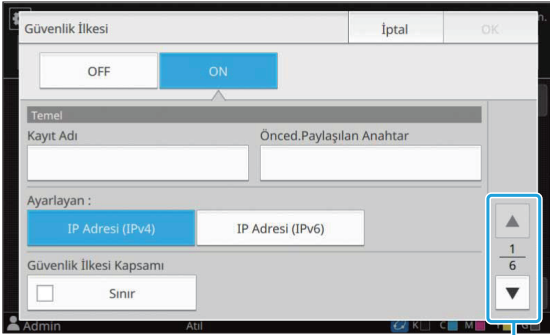 Güvenlik İlkesi
İptal
OK
n.
OFF
ON
Temel
Kayıt Adı
Önced.Paylaşılan Anahtar
Ayarlayan :
IP Adresi (IPv4)
IP Adresi (IPv6)
1
6
Güvenlik İlkesi Kapsamı
Sınır
Admin
Atıl
K
C
M